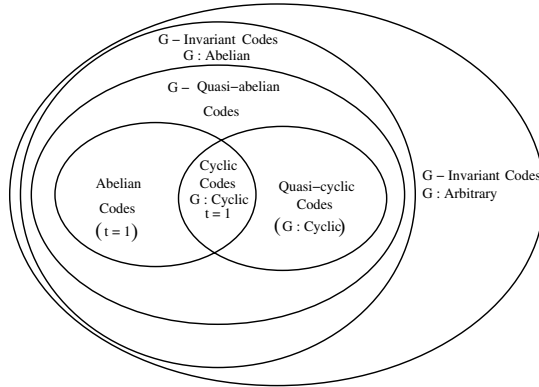 G − Invariant Codes
G : Abelian
G − Quasi−abelian
Codes
Abelian
Codes
( t = 1 )
Cyclic
Codes
G : Cyclic
t = 1
Quasi−cyclic
Codes
( G : Cyclic )
G − Invariant Codes
G : Arbitrary